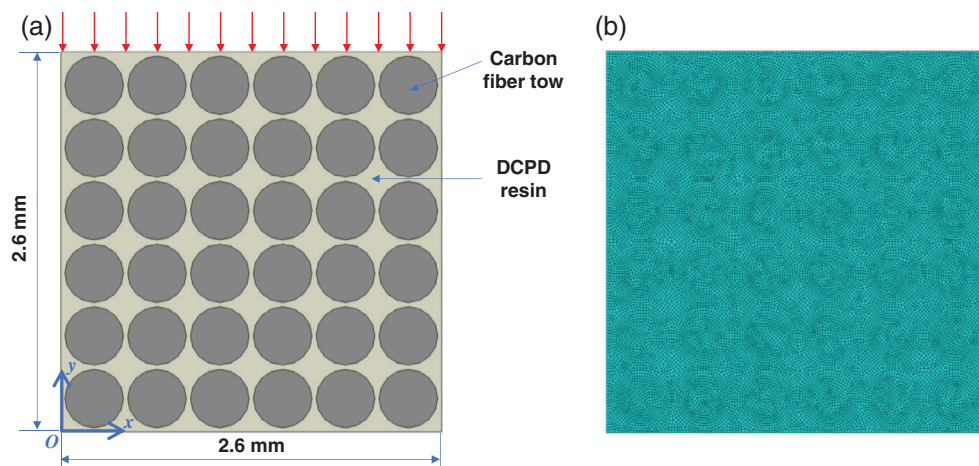 (a)
(b)
Carbon
fiber tow
DCPD
resin
2.6 mm
y
O
x
2.6 mm